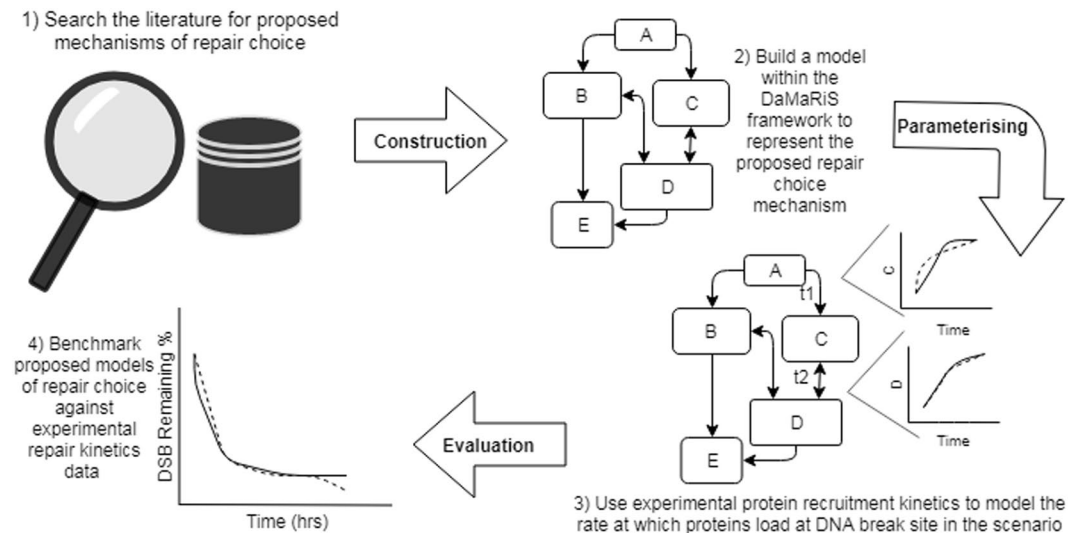 1) Search the literature for proposed
mechanisms of repair choice
Construction
A
B
C
D
E
2) Build a model
within the
DaMaRiS
framework to
represent the
proposed repair
choice
mechanism
Parameterising
A
t1
B
C
t2
D
E
C
Time
D
Time
3) Use experimental protein recruitment kinetics to model the
rate at which proteins load at DNA break site in the scenario
Evaluation
4) Benchmark
proposed models
of repair choice
against
experimental
repair kinetics
data
DSB Remaining %
Time (hrs)